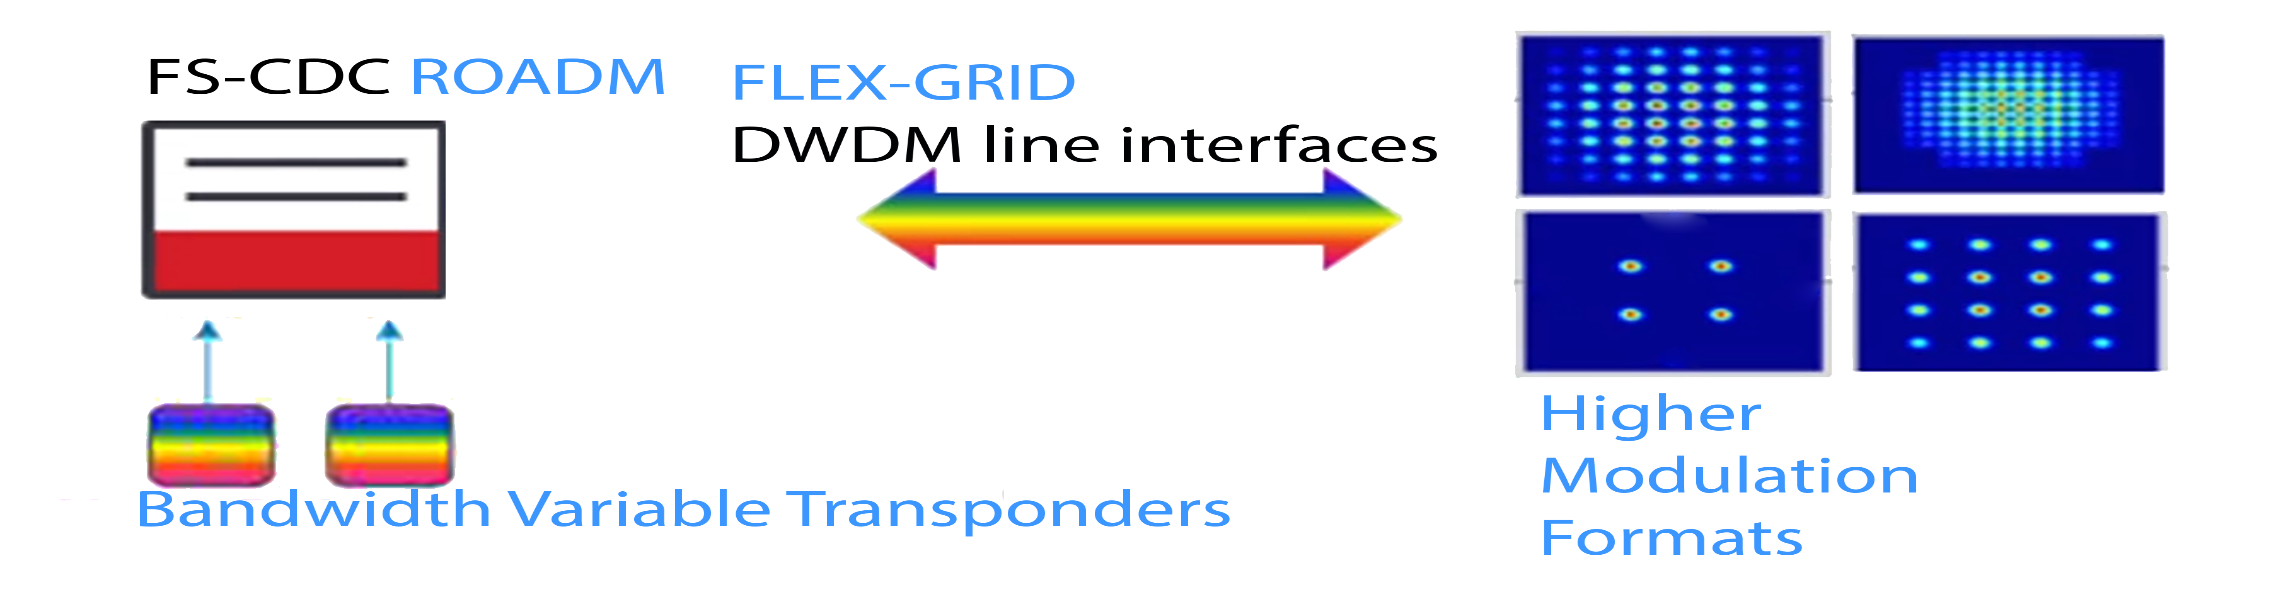 FS-CDC ROADM
FLEX-GRID
DWDM line interfaces
Bandwidth Variable Transponders
Higher
Modulation
Formats